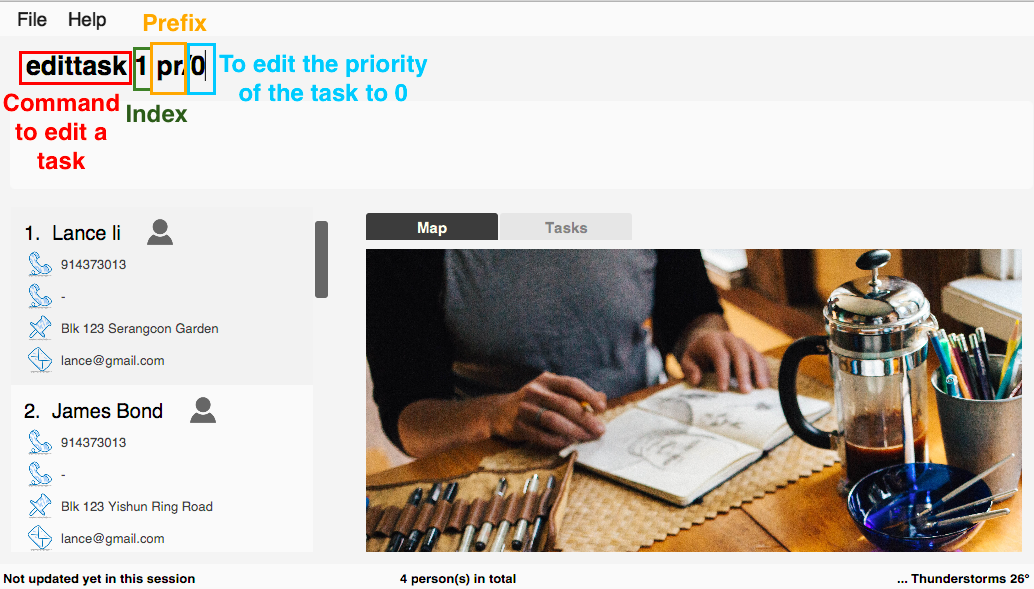 File Help
Prefix
edittask 1 pr/0
To edit the priority
of the task to 0
Command
to edit a
task
Index
1. Lance li
914373013
-
Blk 123 Serangoon Garden
lance@gmail.com
2. James Bond
914373013
-
Blk 123 Yishun Ring Road
lance@gmail.com
Map Tasks
Not updated yet in this session
4 person(s) in total
... Thunderstorms 26°